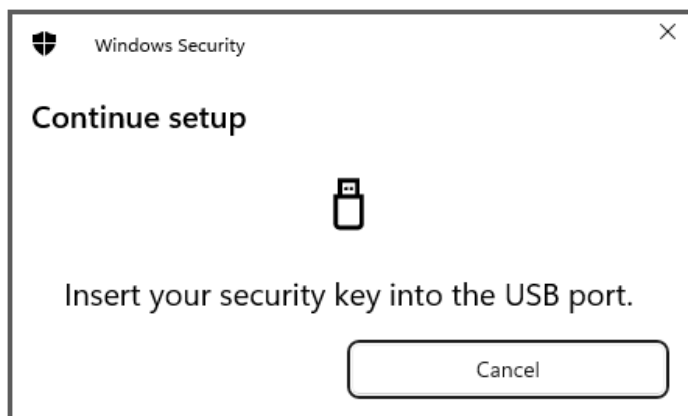 Windows Security
Continue setup
Insert your security key into the USB port.
Cancel